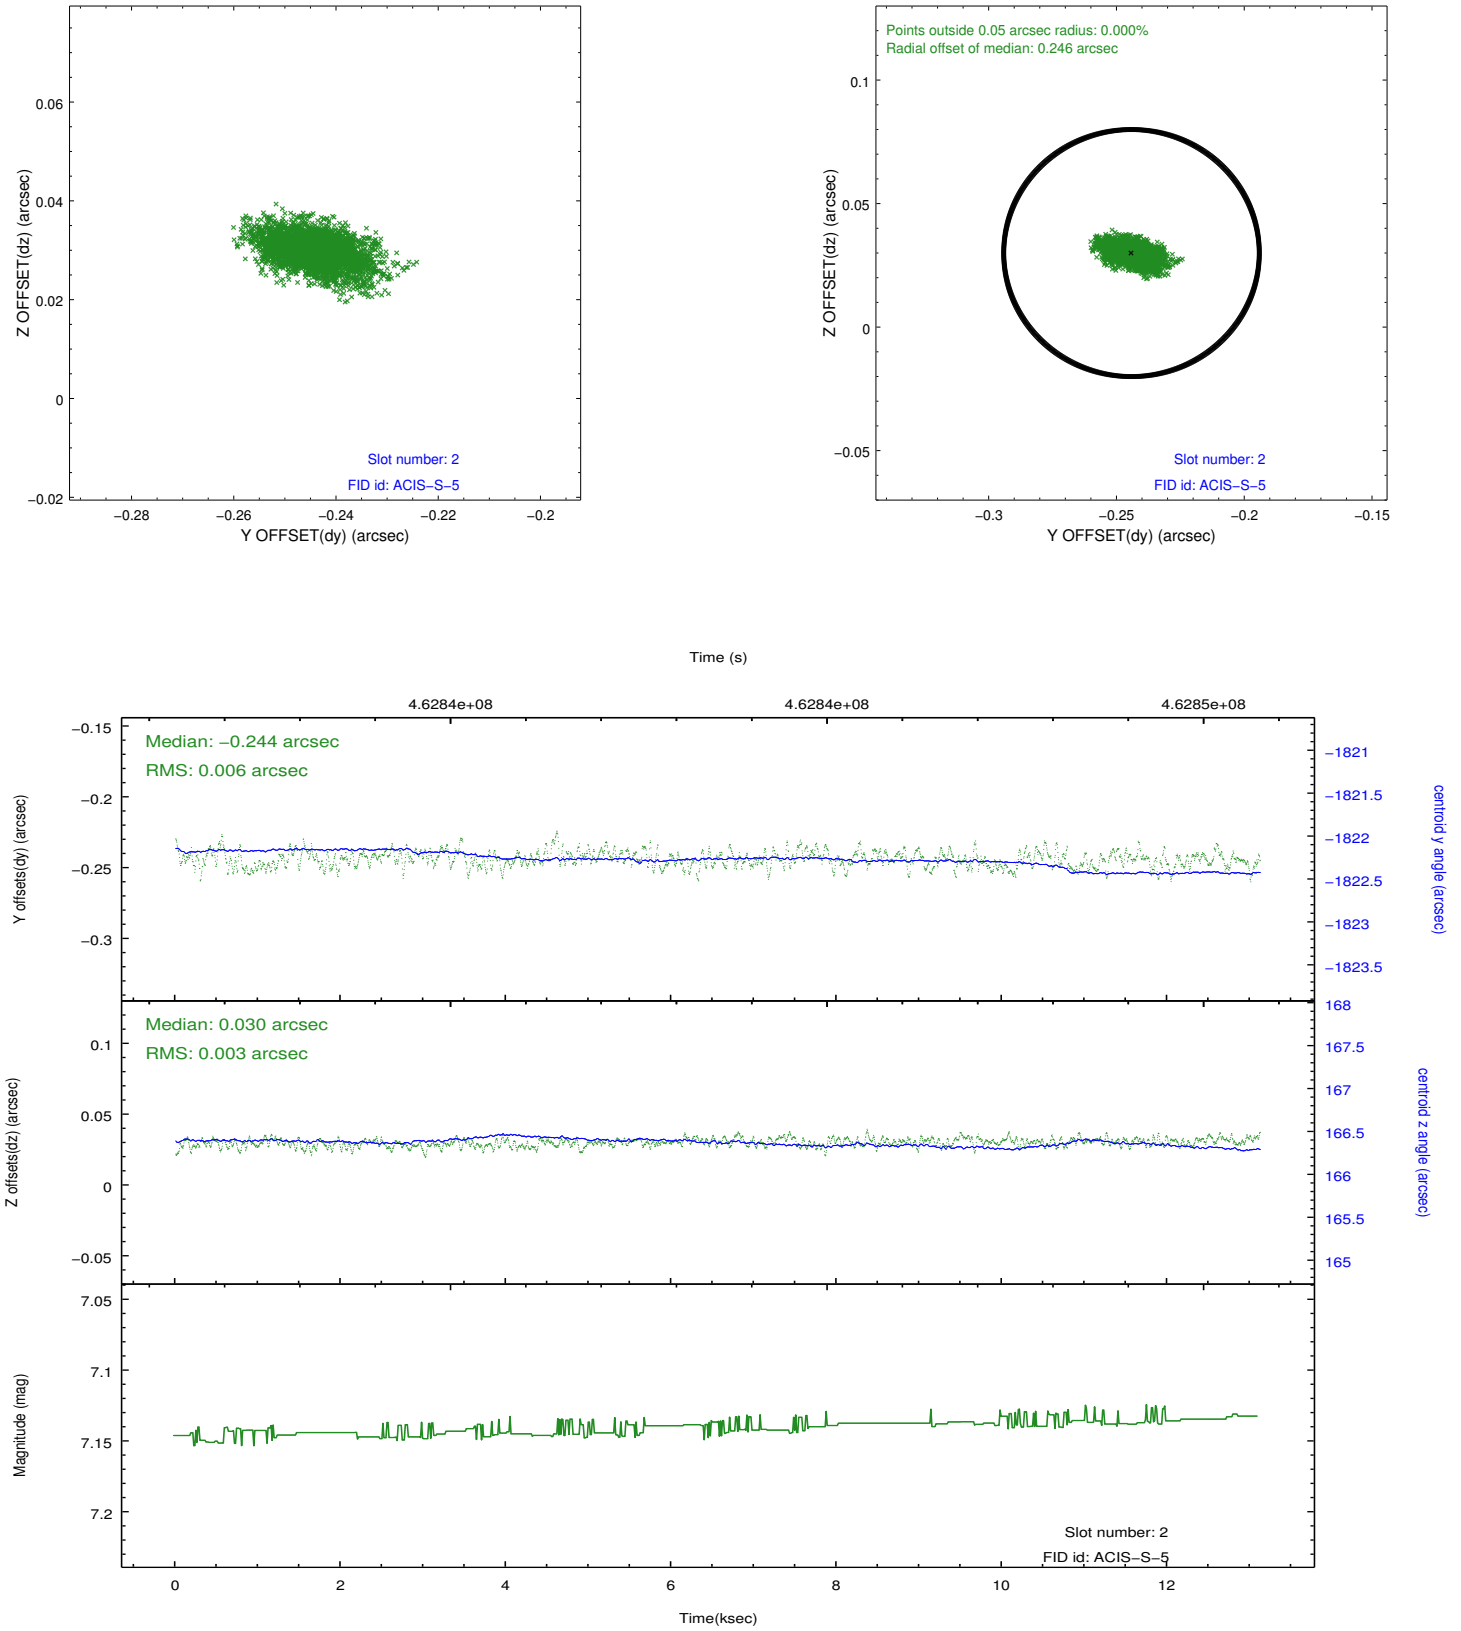 0.06
0.04
0.02
0
−0.02
Z OFFSET(dz) (arcsec)
Slot number: 2
FID id: ACIS−S−5
−0.28
−0.26
−0.24
−0.22
−0.2
Y OFFSET(dy) (arcsec)
Points outside 0.05 arcsec radius: 0.000%
Radial offset of median: 0.246 arcsec
0.1
0.05
0
−0.05
Z OFFSET(dz) (arcsec)
Slot number: 2
FID id: ACIS−S−5
−0.3
−0.25
−0.2
−0.15
Y OFFSET(dy) (arcsec)
Time (s)
4.6284e+08
4.6284e+08
4.6285e+08
Median: −0.244 arcsec
RMS: 0.006 arcsec
−0.15
−0.2
−0.25
−0.3
Y offsets(dy) (arcsec)
−1821
−1821.5
−1822
−1822.5
−1823
−1823.5
centroid y angle (arcsec)
Median: 0.030 arcsec
RMS: 0.003 arcsec
0.1
0.05
0
−0.05
Z offsets(dz) (arcsec)
168
167.5
167
166.5
166
165.5
165
centroid z angle (arcsec)
7.05
7.1
7.15
7.2
Magnitude (mag)
Slot number: 2
FID id: ACIS−S−5
0
2
4
6
8
10
12
Time(ksec)